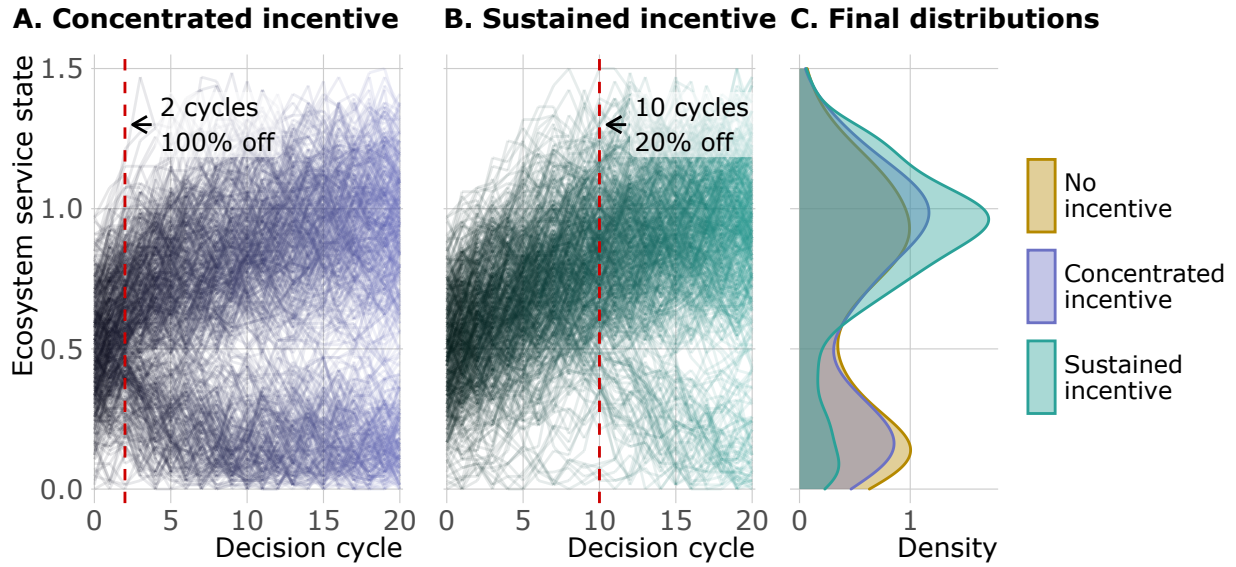 A. Concentrated incentive
B. Sustained incentive
C. Final distributions
Ecosystem service state
1.5
1.0
0.5
0.0
2 cycles
100% off
0
5
10
15
20
Decision cycle
10 cycles
20% off
0
5
10
15
20
Decision cycle
0
1
Density
No
incentive
Concentrated
incentive
Sustained
incentive